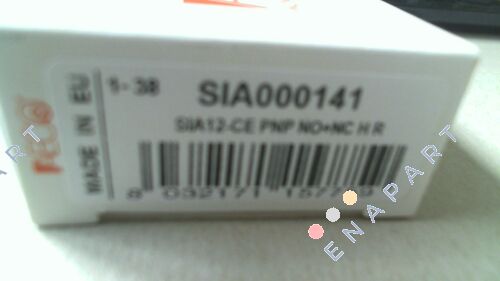 1-38
SIA000141
SIA12-CE PNP NO+NC H R
MADE IN EU
ENAPART